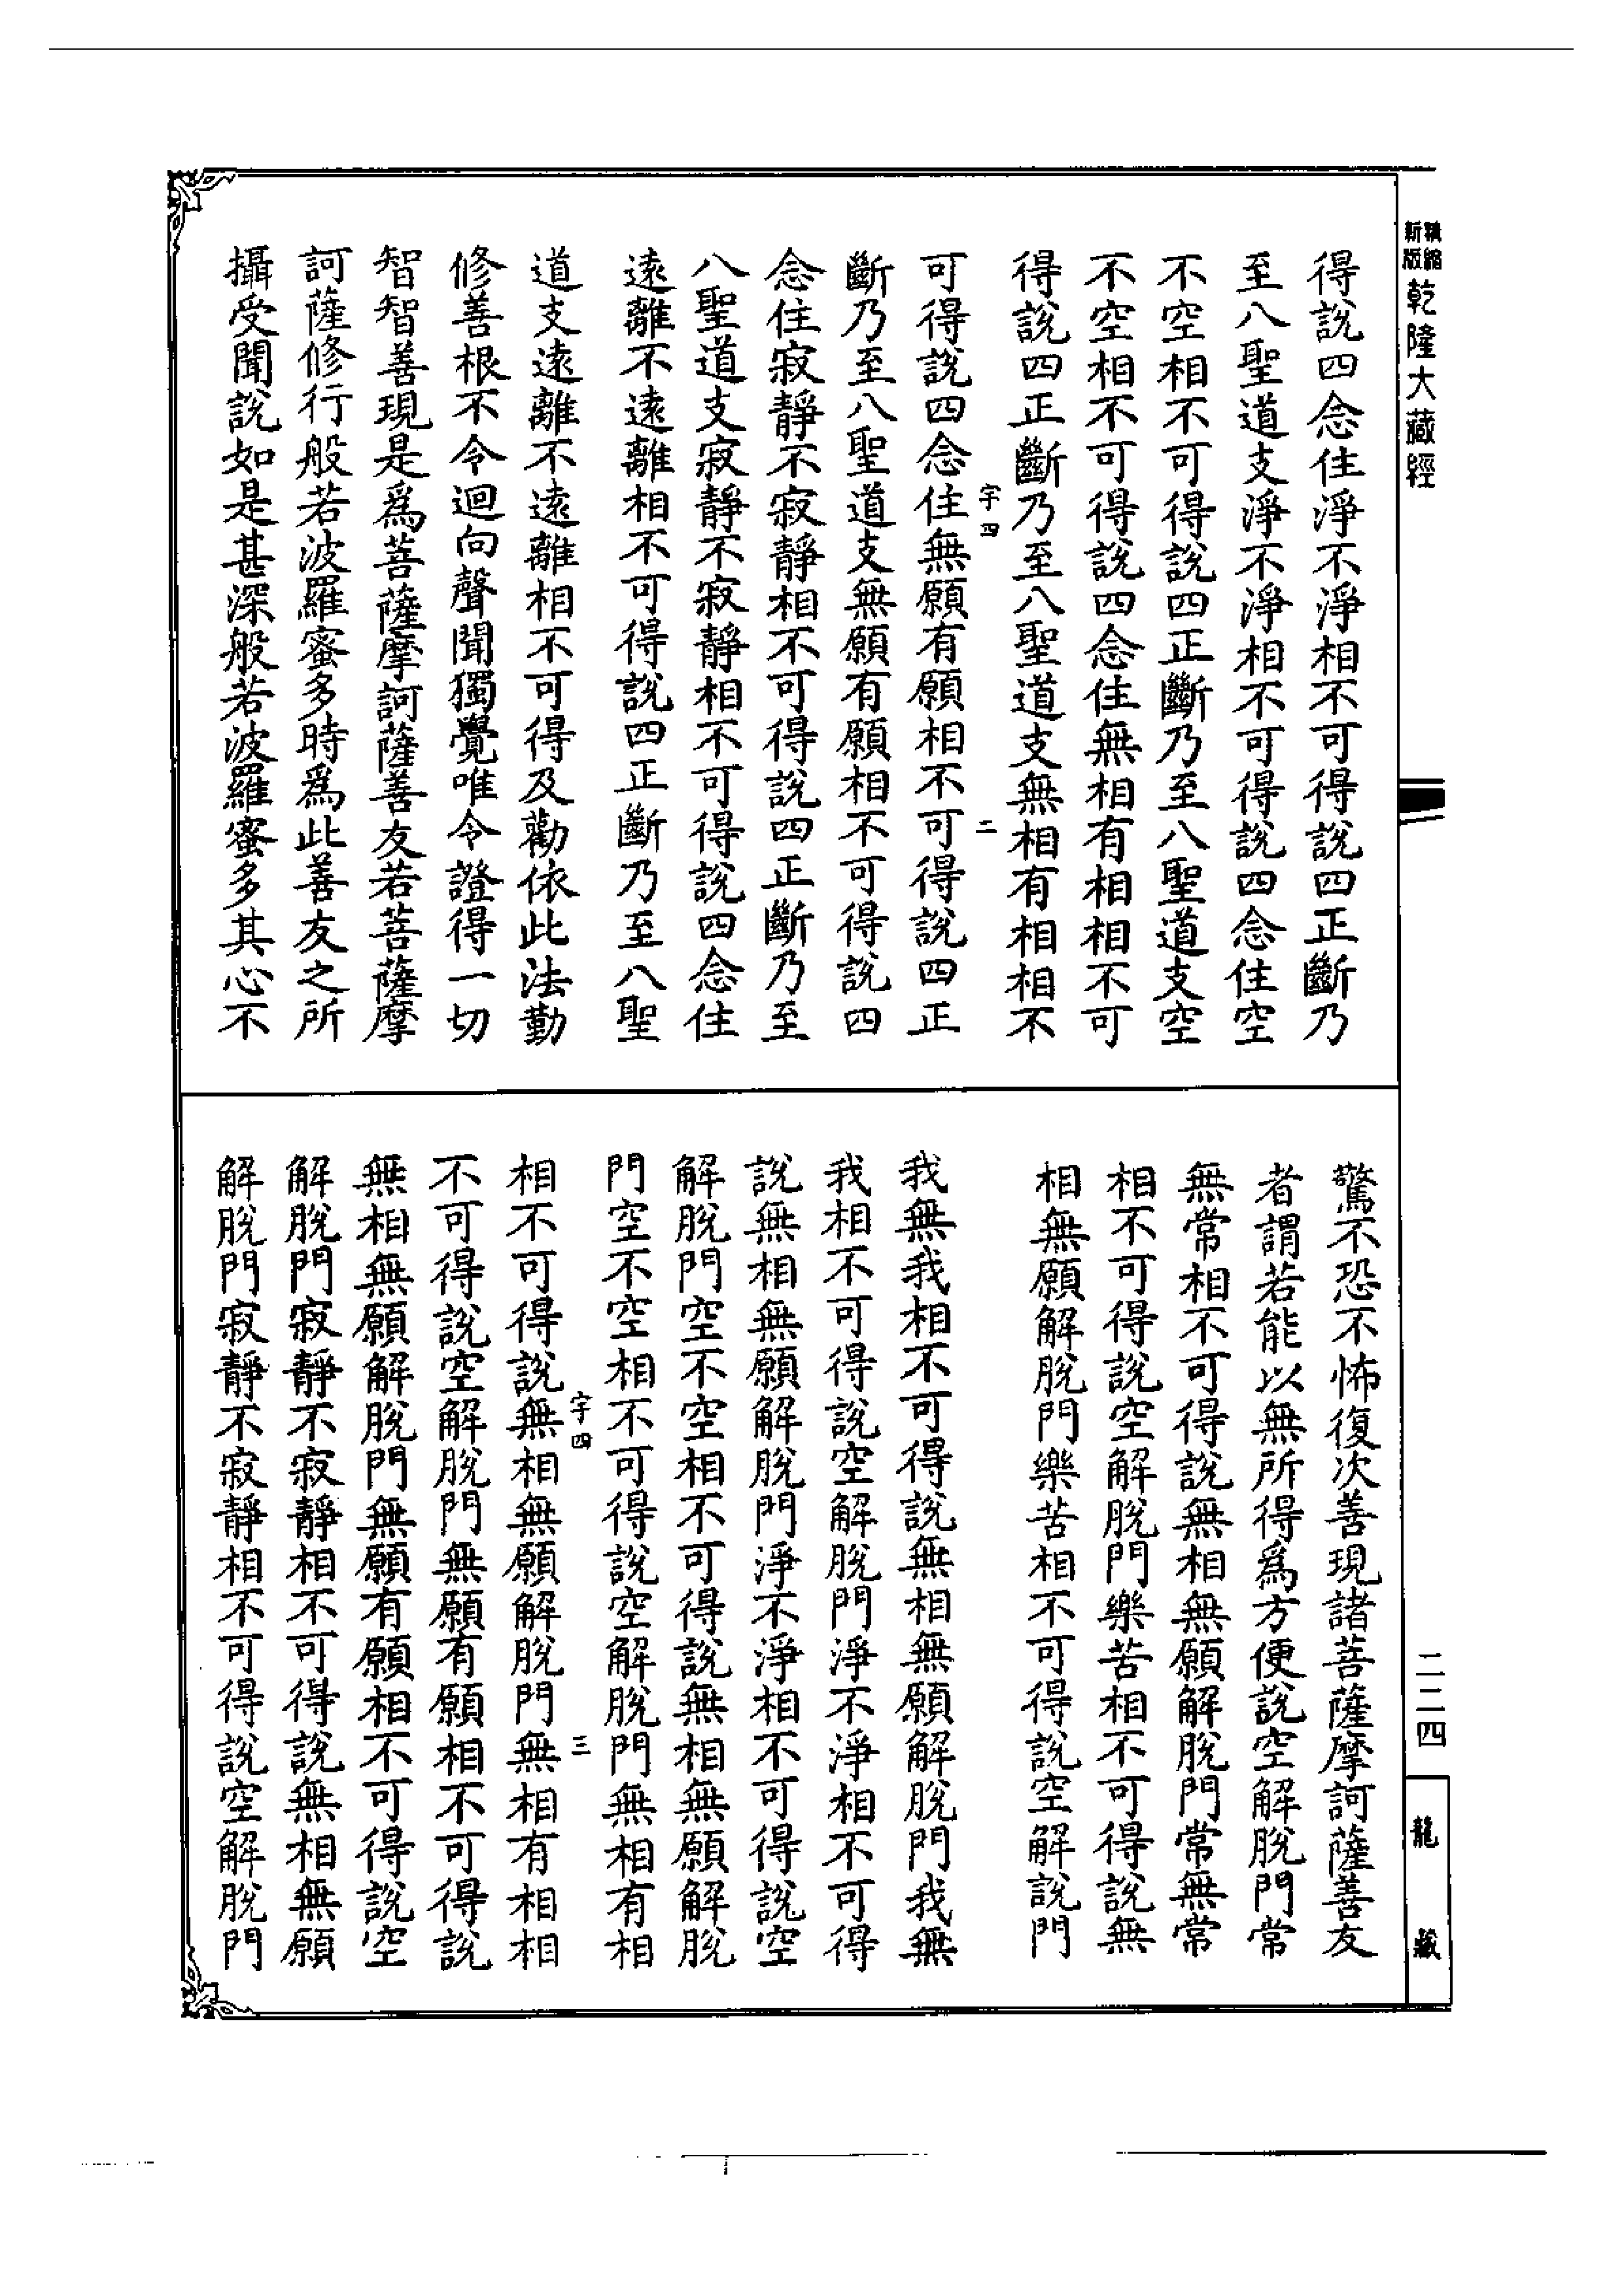 新版精縮乾隆大藏經
得說四念住淨不淨相不可得說四正斷乃
至八聖道支淨不淨相不可得說四念住空
不空相不可得說四正斷乃至八聖道支空
不空相不可得說四念住無相有相相不可
得說四正斷乃至八聖道支無相有相相不
字四
二
可得說四念住無願有願相不可得說四正
斷乃至八聖道支無願有願相不可得說四
念住寂靜不寂靜相不可得說四正斷乃至
八聖道支寂靜不寂靜相不可得說四念住
遠離不遠離相不可得說四正斷乃至八聖
道支遠離不遠離相不可得及勸依此法勤
修善根不令迴向聲聞獨覺唯令證得一切
智智善現是為菩薩摩訶薩善友若菩薩摩
訶薩修行般若波羅蜜多時為此善友之所
攝受聞說如是甚深般若波羅蜜多其心不
驚不恐不怖復次善現諸菩薩摩訶薩善友
者謂若能以無所得為方便說空解脫門常
無常相不可得說無相無願解脫門常無常
相不可得說空解脫門樂苦相不可得說無
相無願解脫門樂苦相不可得說空解說門
我無我相不可得說無相無願解脫門我無
我相不可得說空解脫門淨不淨相不可得
說無相無願解脫門淨不淨相不可得說空
解脫門空不空相不可得說無相無願解脫
門空不空相不可得說空解脫門無相有相
字四
三
相不可得說無相無願解脫門無相有相相
不可得說空解脫門無願有願相不可得說
無相無願解脫門無願有願相不可得說空
解脫門寂靜不寂靜相不可得說無相無願
解脫門寂靜不寂靜相不可得說空解脫門
二二四
龍藏